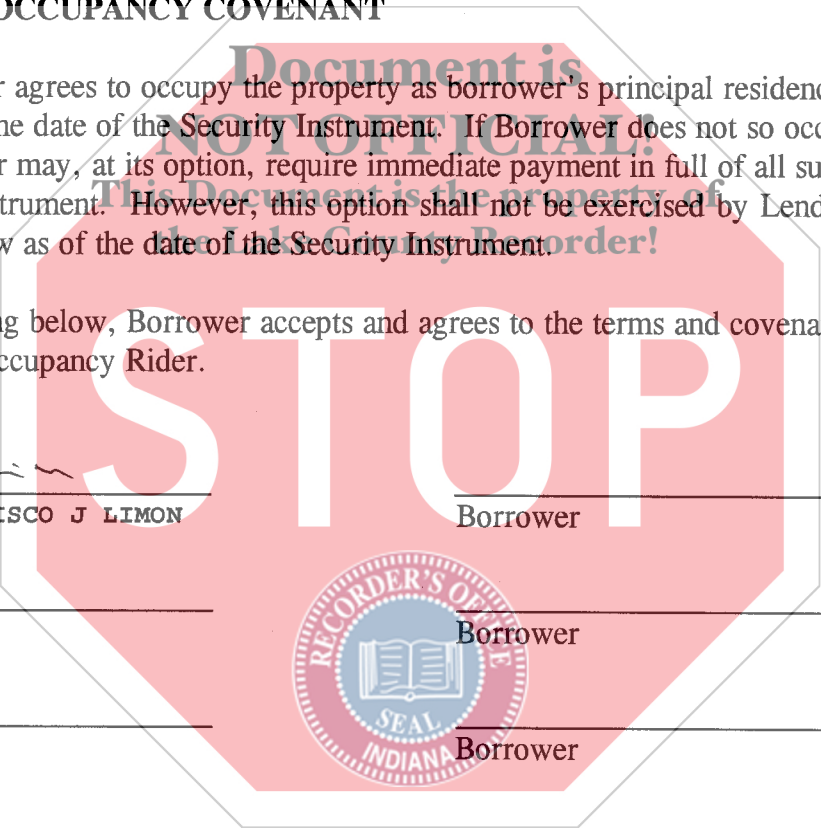 OCCUPANCY COVENANT
Document is
r agrees to occupy the property as borrower's principal residenc
NOT OFFICIAL!
he date of the Security Instrument. If Borrower does not so occ
r may, at its option, require immediate payment in full of all su
This Document is the property of
trument. However, this option shall not be exercised by Lend
the Lake County Recorder!
w as of the date of the Security Instrument.
ng below, Borrower accepts and agrees to the terms and covena
ccupancy Rider.
STOP
ISCO J LIMON
Borrower
RECORDER'S OFFICE
Borrower
SEAL
INDIANA
Borrower